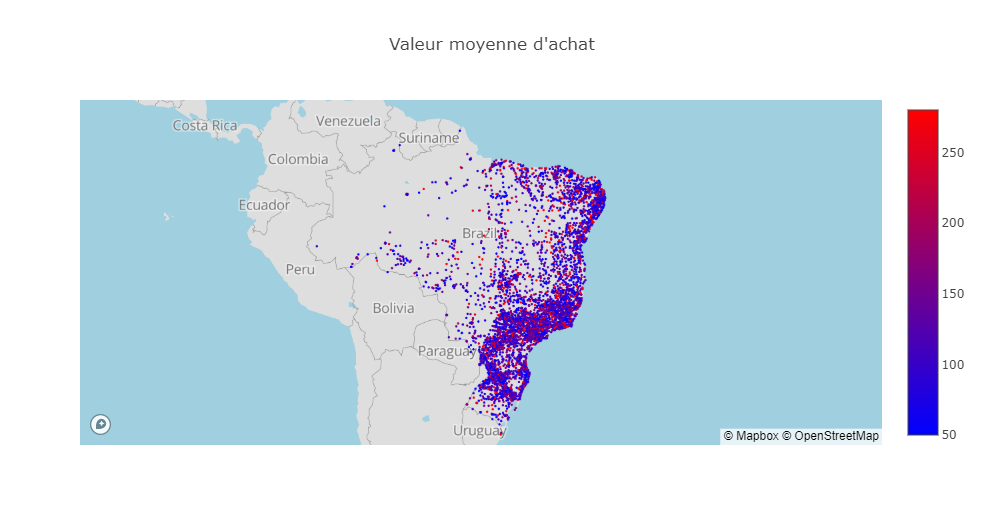 Valeur moyenne d'achat
Costa Rica
Venezuela
Suriname
Colombia
Ecuador
Brazil
Peru
Bolivia
Paraguay
Uruguay
250
200
150
100
50
© Mapbox © OpenStreetMap